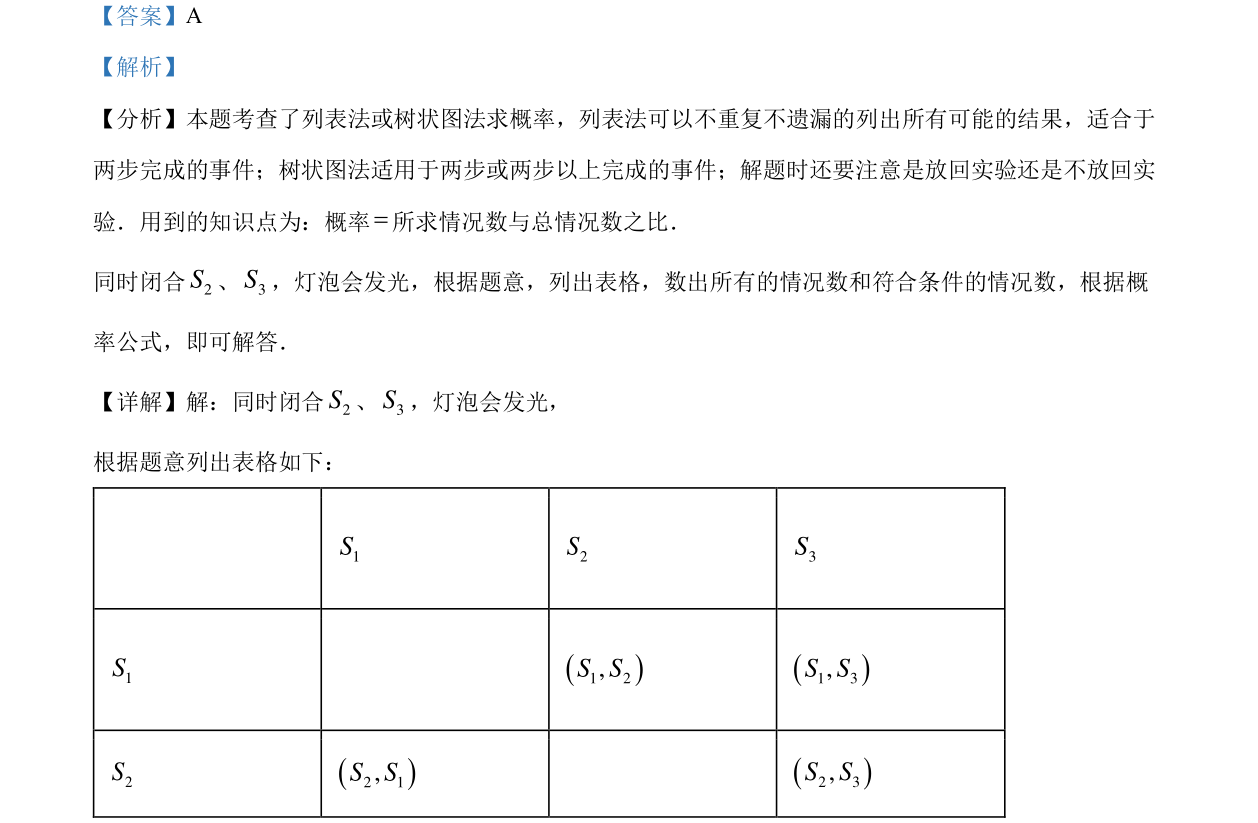 【答案】A
【解析】
【分析】本题考查了列表法或树状图法求概率，列表法可以不重复不遗漏的列出所有可能的结果，适合于
两步完成的事件；树状图法适用于两步或两步以上完成的事件；解题时还要注意是放回实验还是不放回实
验．用到的知识点为：概率＝所求情况数与总情况数之比．
同时闭合 S₂、S₃，灯泡会发光，根据题意，列出表格，数出所有的情况数和符合条件的情况数，根据概
率公式，即可解答．
【详解】解：同时闭合 S₂、S₃，灯泡会发光，
根据题意列出表格如下：
S₁ S₂ S₃
S₁ (S₁,S₂) (S₁,S₃)
S₂ (S₂,S₁) (S₂,S₃)